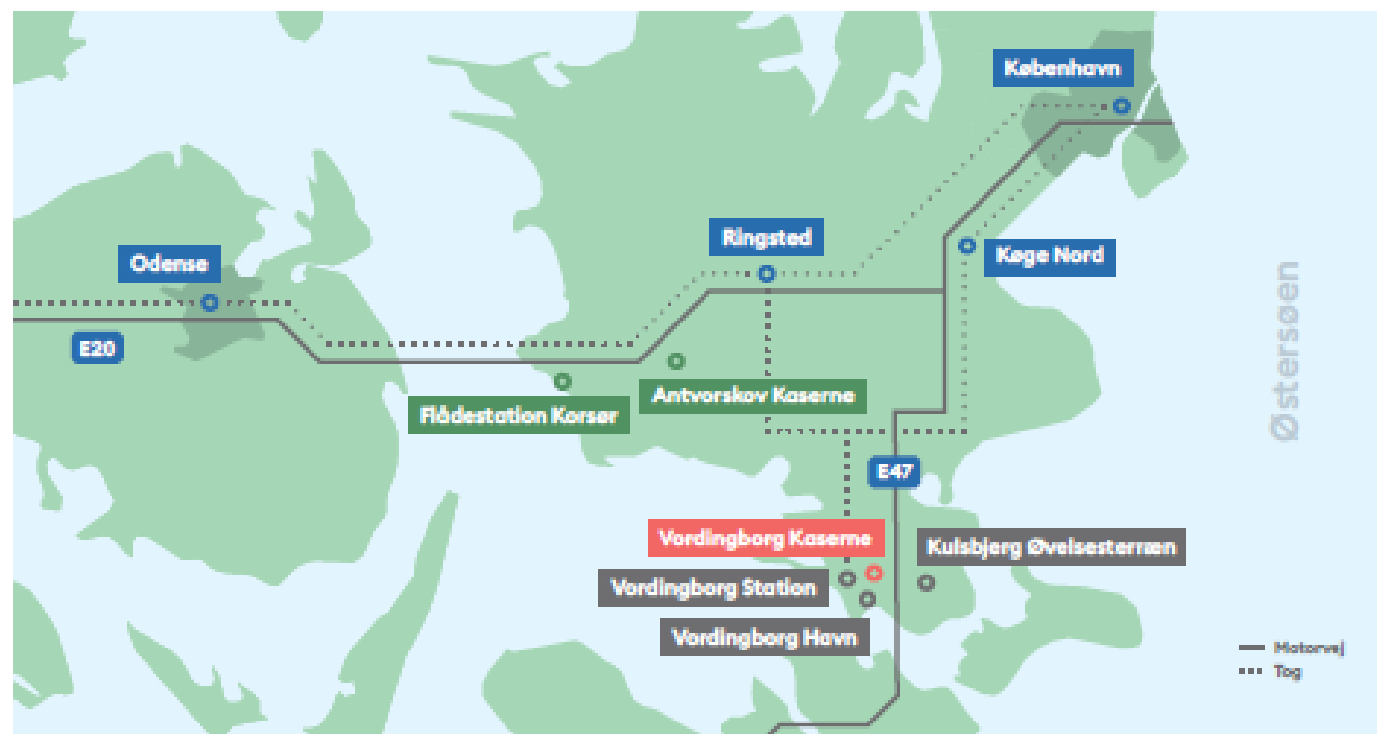 København
Ringsted
Køge Nord
Odense
E20
Østersøen
Antvorskov Kaserne
Flådestation Korsør
E47
Vordingborg Kaserne
Kulsbjerg Øvelsesterræn
Vordingborg Station
Vordingborg Havn
Motorvej
Tog